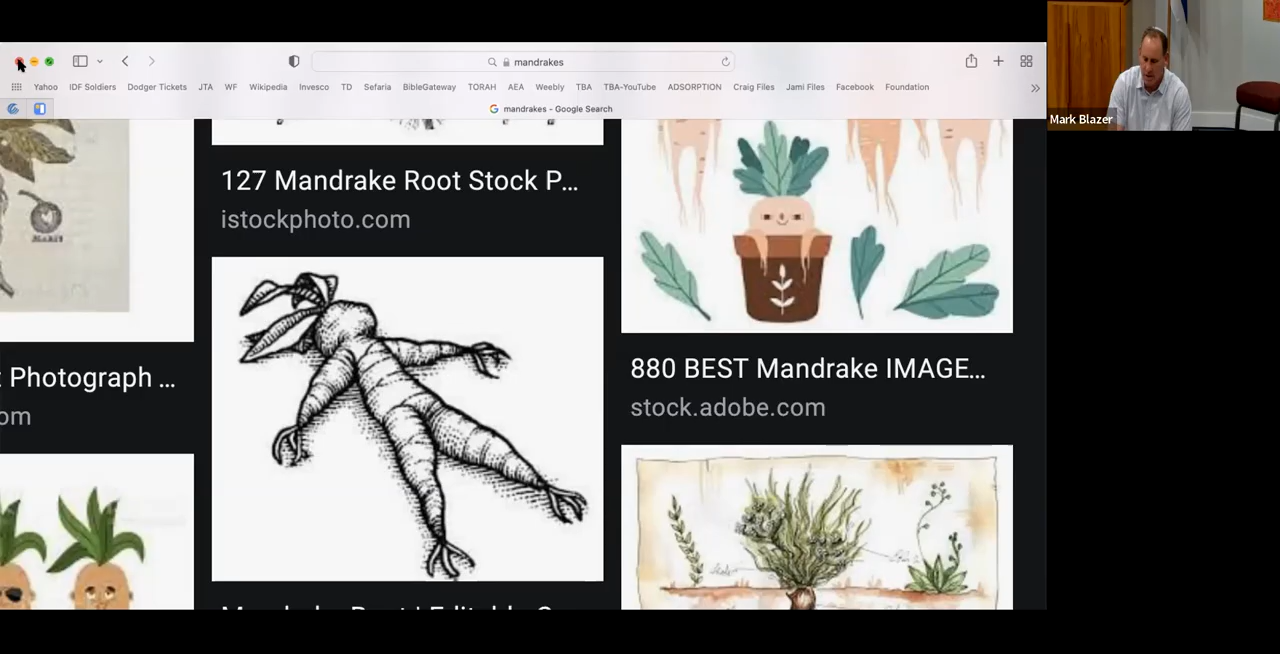 mandrakes
Yahoo IDF Soldiers Dodger Tickets JTA WF Wikipedia Invesco TD Sefaria BibleGateway TORAH AEA Weebly TBA TBA-YouTube ADSORPTION Craig Files Jami Files Facebook Foundation
mandrakes - Google Search
Mark Blazer
127 Mandrake Root Stock P...
istockphoto.com
Photograph ...
om
880 BEST Mandrake IMAGE...
stock.adobe.com